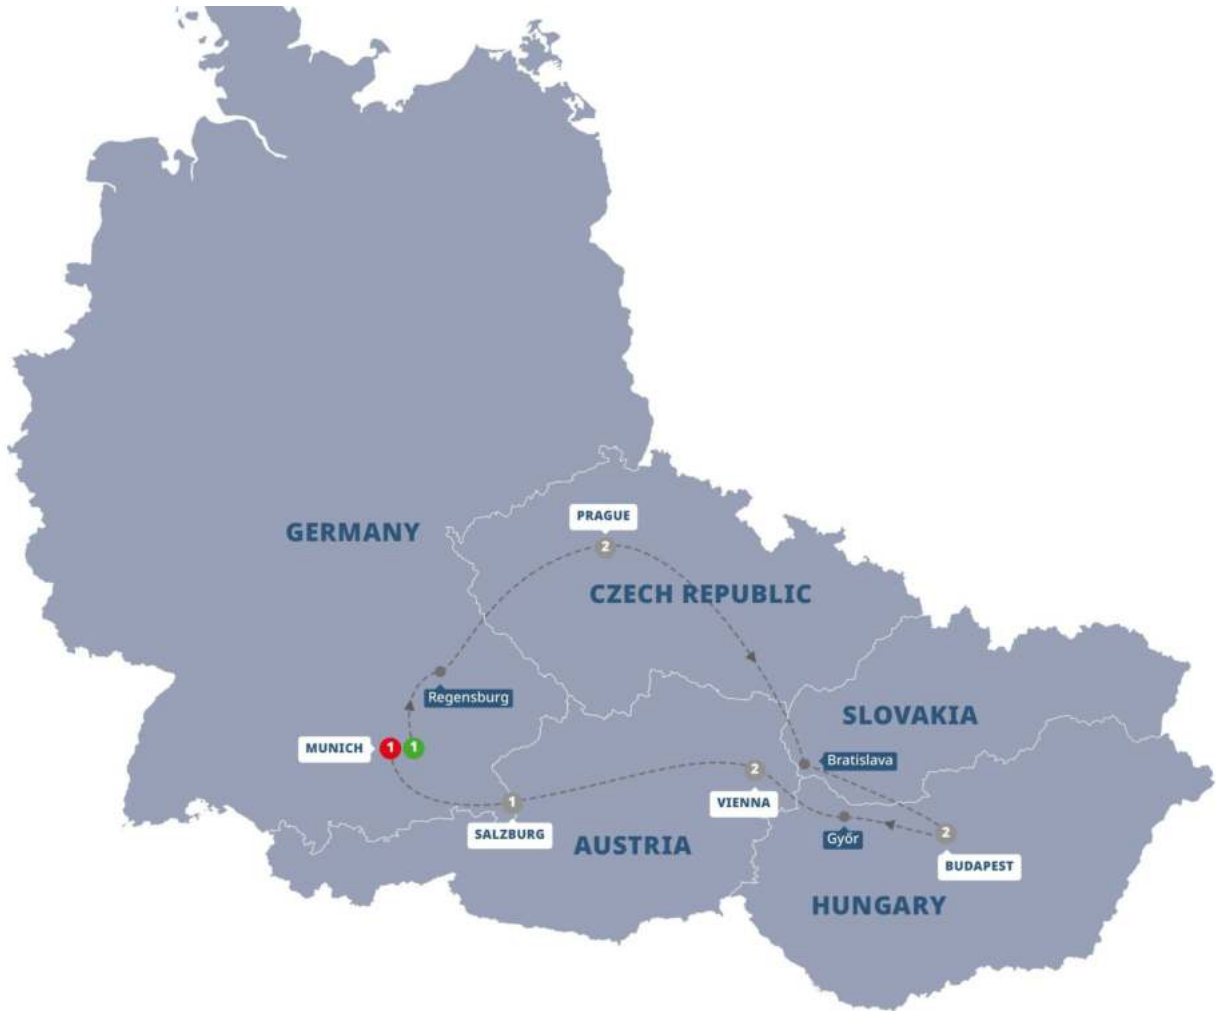 PRAGUE
2
GERMANY
CZECH REPUBLIC
Regensburg
SLOVAKIA
MUNICH 1 1
Bratislava
2
VIENNA
1
SALZBURG
AUSTRIA
Győr
2
BUDAPEST
HUNGARY